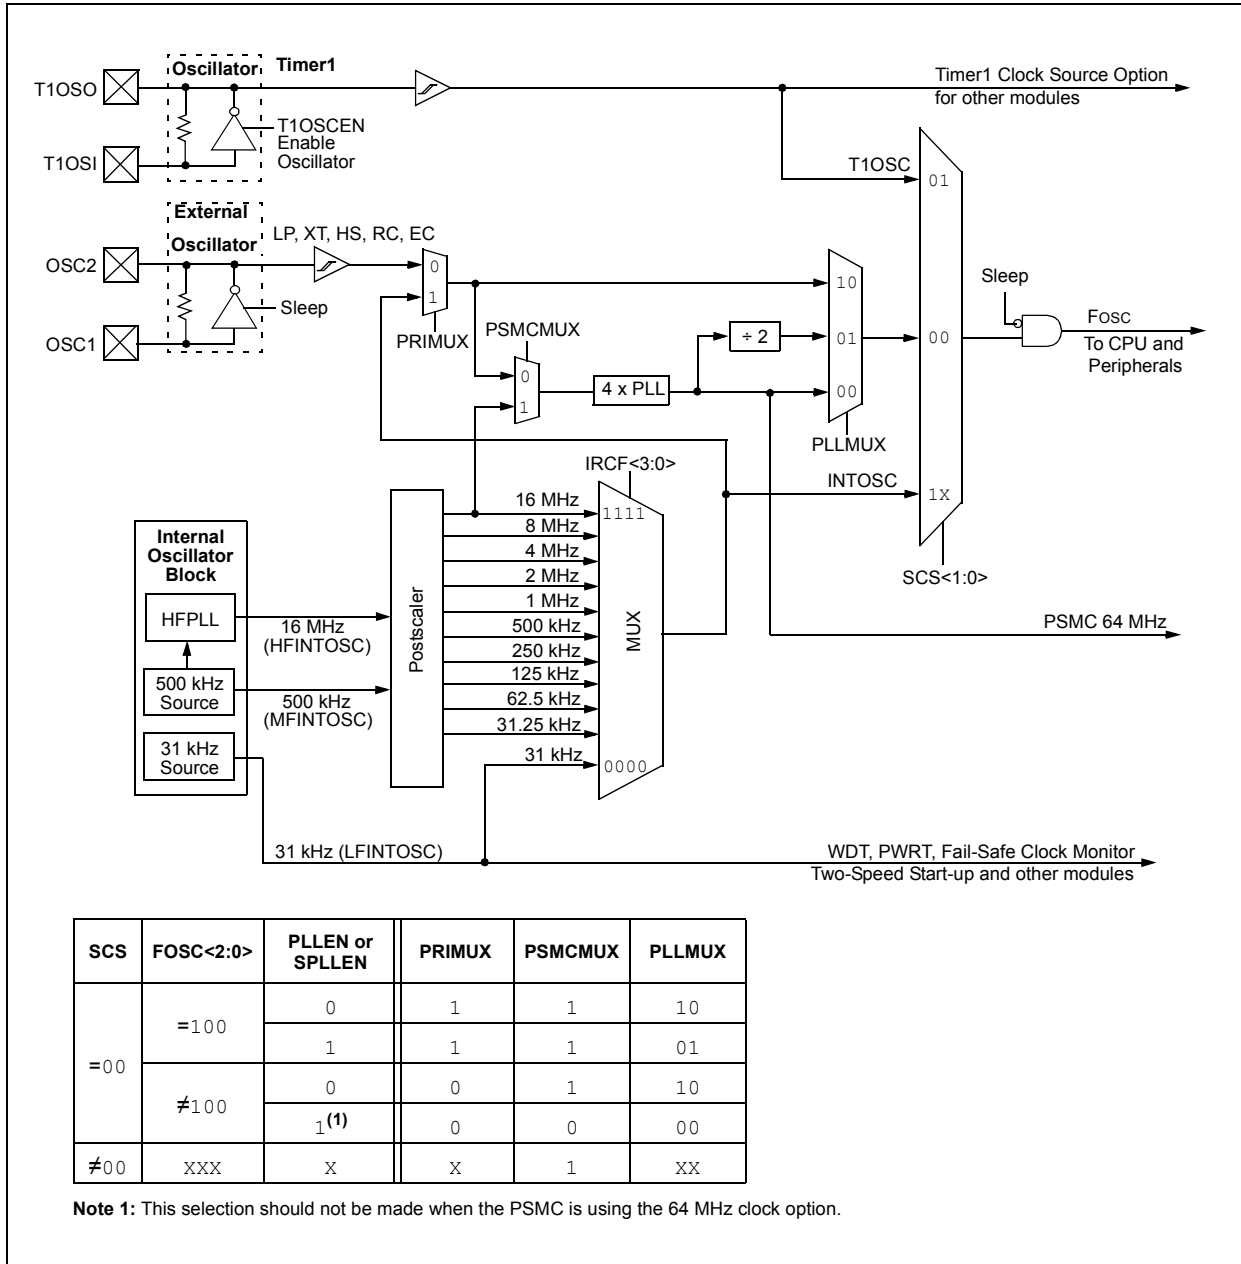 Oscillator
Timer1
T1OSO
Timer1 Clock Source Option
for other modules
T1OSCEN
Enable
Oscillator
T1OSI
T1OSC
01
External
Oscillator
LP, XT, HS, RC, EC
OSC2
0
1
Sleep
OSC1
PRIMUX
PSMCMUX
0
1
4 x PLL
÷ 2
10
01
00
PLLMUX
00
Sleep
FOSC
To CPU and
Peripherals
INTOSC
1X
SCS<1:0>
PSMC 64 MHz
IRCF<3:0>
Internal
Oscillator
Block
HFPLL
500 kHz
Source
31 kHz
Source
16 MHz
(HFINTOSC)
500 kHz
(MFINTOSC)
Postscaler
16 MHz
8 MHz
4 MHz
2 MHz
1 MHz
500 kHz
250 kHz
125 kHz
62.5 kHz
31.25 kHz
31 kHz
1111
MUX
0000
31 kHz (LFINTOSC)
WDT, PWRT, Fail-Safe Clock Monitor
Two-Speed Start-up and other modules
SCS FOSC<2:0> PLLEN or SPLLEN PRIMUX PSMCMUX PLLMUX
=00 =100 0 1 1 10
1 1 1 01
≠100 0 0 1 10
1(1) 0 0 00
≠00 XXX X X 1 XX
Note 1: This selection should not be made when the PSMC is using the 64 MHz clock option.